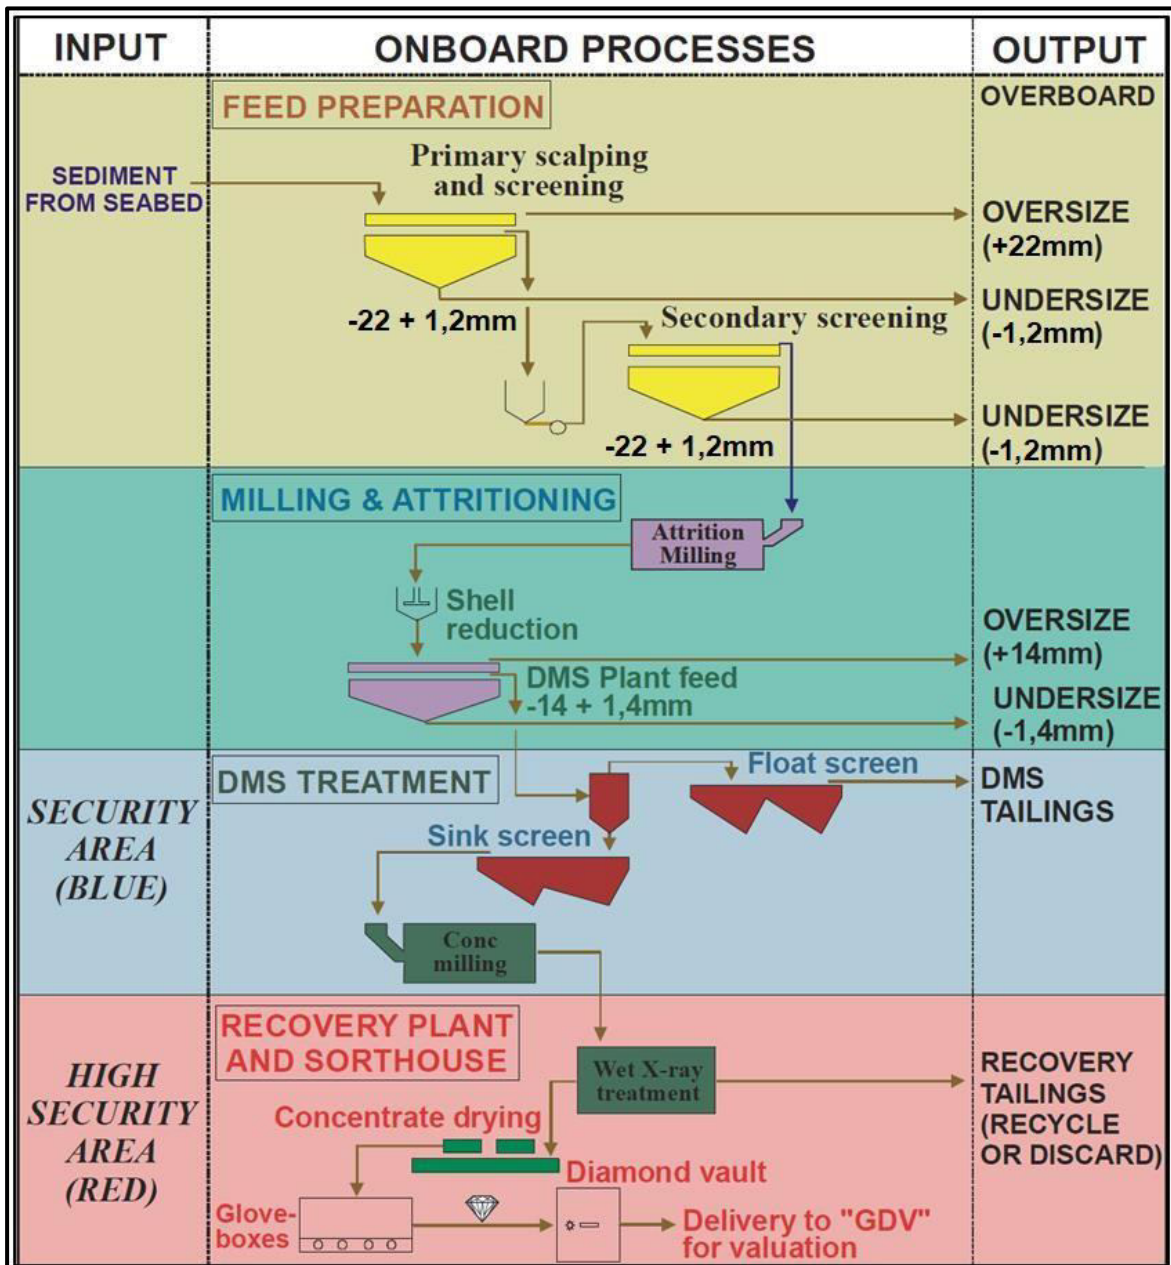 INPUT
ONBOARD PROCESSES
OUTPUT
FEED PREPARATION
OVERBOARD
Primary scalping
and screening
SEDIMENT
FROM SEABED
OVERSIZE
(+22mm)
-22 + 1,2mm
UNDERSIZE
(-1,2mm)
Secondary screening
-22 + 1,2mm
UNDERSIZE
(-1,2mm)
MILLING & ATTRITIONING
Attrition
Milling
Shell
reduction
OVERSIZE
(+14mm)
DMS Plant feed
-14 + 1,4mm
UNDERSIZE
(-1,4mm)
DMS TREATMENT
SECURITY
AREA
(BLUE)
Float screen
DMS
TAILINGS
Sink screen
Conc
milling
RECOVERY PLANT
AND SORTHOUSE
HIGH
SECURITY
AREA
(RED)
Wet X-ray
treatment
RECOVERY
TAILINGS
(RECYCLE
OR DISCARD)
Concentrate drying
Diamond vault
Glove-
boxes
Delivery to "GDV"
for valuation